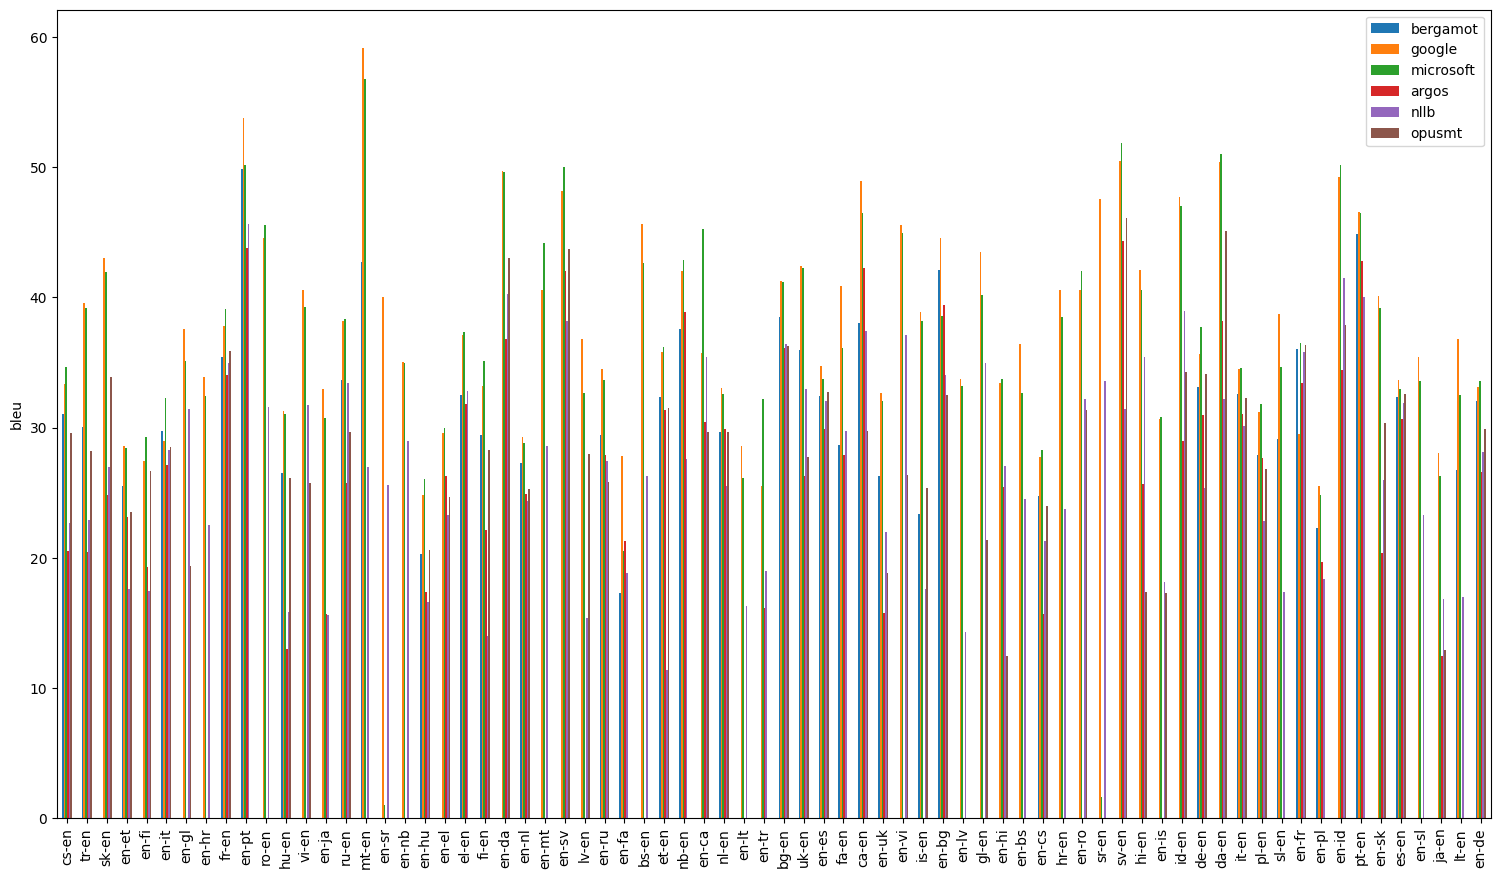 bleu
60
50
40
30
20
10
0
bergamot
google
microsoft
argos
nllb
opusmt
cs-en
tr-en
sk-en
en-et
en-fi
en-it
en-gl
en-hr
fr-en
en-pt
ro-en
hu-en
vi-en
en-ja
ru-en
mt-en
en-sr
en-nb
en-hu
en-el
el-en
fi-en
en-da
en-nl
en-mt
en-sv
lv-en
en-ru
en-fa
bs-en
et-en
nb-en
en-ca
nl-en
en-lt
en-tr
bg-en
uk-en
en-es
fa-en
ca-en
en-uk
en-vi
is-en
en-bg
en-lv
gl-en
en-hi
en-bs
en-cs
hr-en
en-ro
sr-en
sv-en
hi-en
en-is
id-en
de-en
da-en
it-en
pl-en
sl-en
en-fr
en-pl
en-id
pt-en
en-sk
es-en
en-sl
ja-en
lt-en
en-de